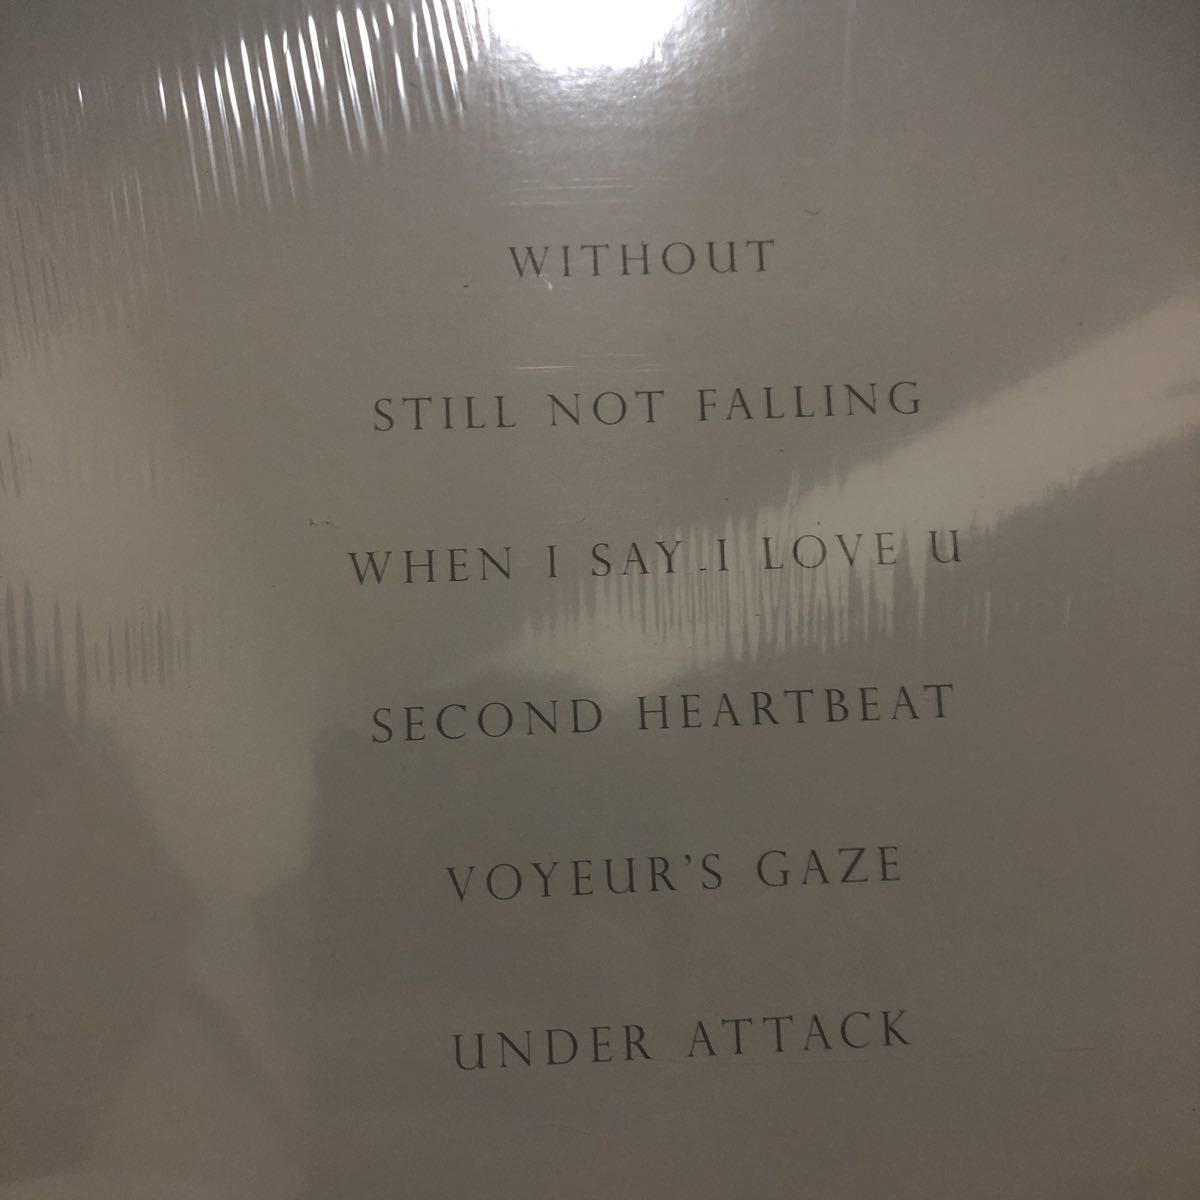 WITHOUT
STILL NOT FALLING
WHEN I SAY I LOVE U
SECOND HEARTBEAT
VOYEUR'S GAZE
UNDER ATTACK